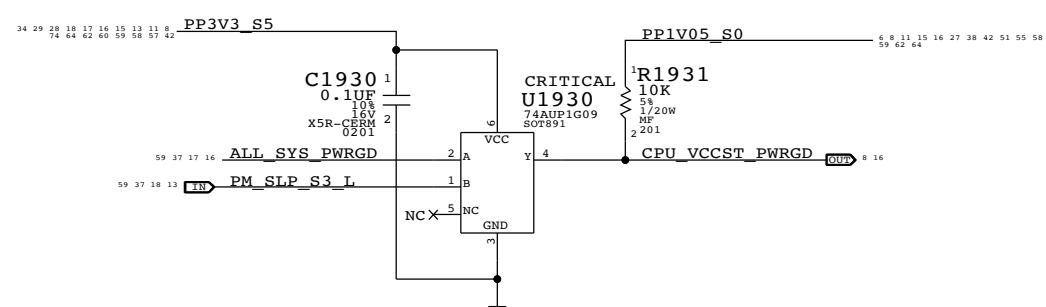 34 29 28 18 17 16 15 13 11 8
74 64 62 60 59 58 57 42
PP3V3_S5
PP1V05_S0
6 8 11 15 16 27 38 42 51 55 58
59 62 64
C1930
0.1UF
10%
16V
X5R-CERM
0201
1
2
CRITICAL
U1930
74AUP1G09
SOT891
1
R1931
10K
5%
1/20W
MF
201
2
6
VCC
59 37 17 16
ALL_SYS_PWRGD
2
A
Y
4
CPU_VCCST_PWRGD
OUT
8 16
59 37 18 13
IN
PM_SLP_S3_L
1
B
NC
5
NC
GND
3